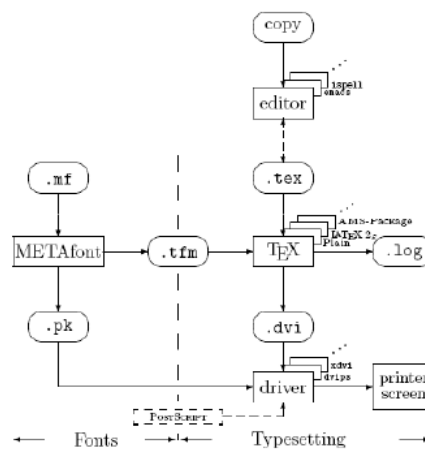 copy
ispell
emacs
editor
.mf
.tex
AMS-Package
LATEX 2ε
Plain
METAfont
.tfm
TEX
.log
.pk
.dvi
xdvi
dvips
driver
printer
screen
POSTSCRIPT
Fonts
Typesetting